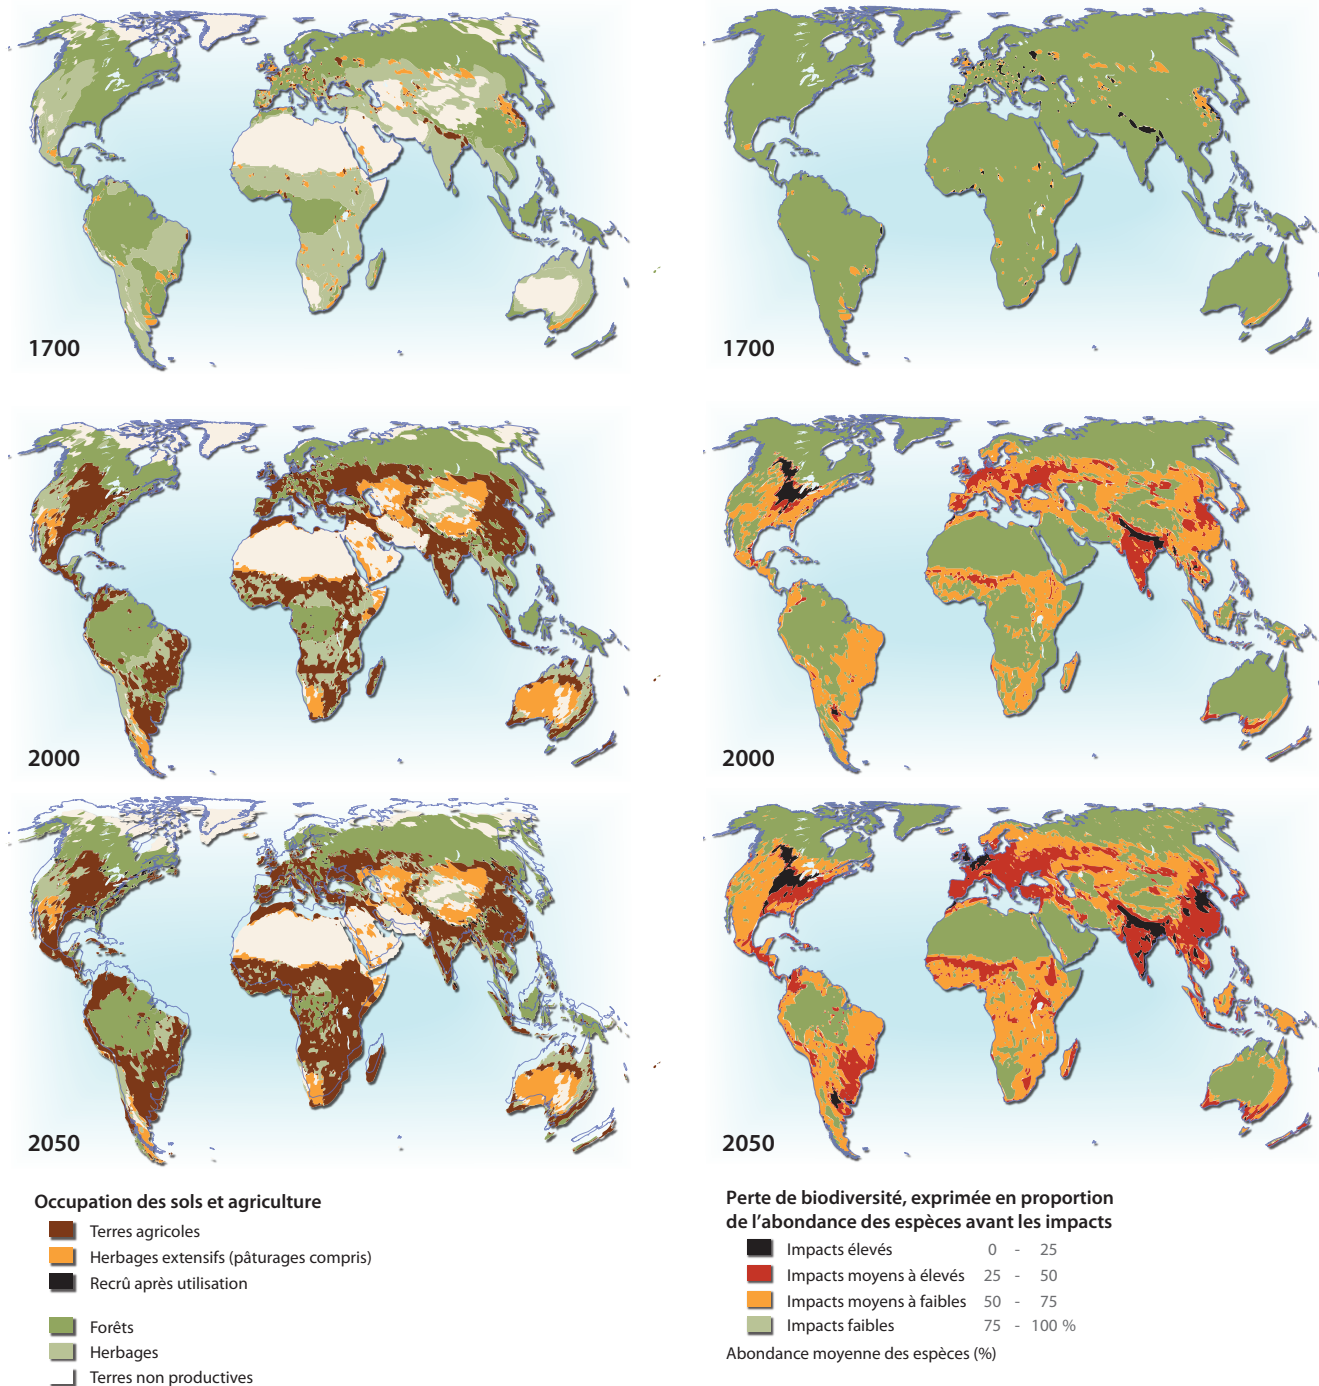 1700
1700
2000
2000
2050
2050
Occupation des sols et agriculture
Terres agricoles
Herbages extensifs (pâturages compris)
Recrû après utilisation
Forêts
Herbages
Terres non productives
Perte de biodiversité, exprimée en proportion
de l'abondance des espèces avant les impacts
Impacts élevés 0 - 25
Impacts moyens à élevés 25 - 50
Impacts moyens à faibles 50 - 75
Impacts faibles 75 - 100 %
Abondance moyenne des espèces (%)